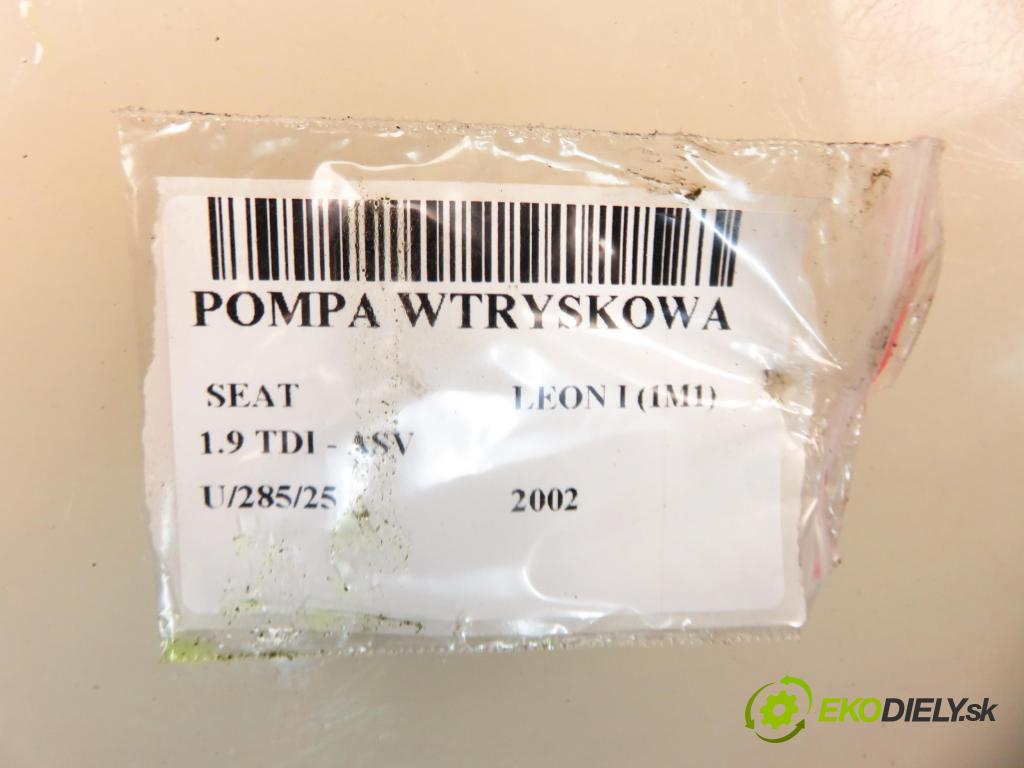 POMPA WTRYSKOWA
SEAT LEON I (1M1)
1.9 TDI - ASV
U/285/25 2002
EKODIELY.sk